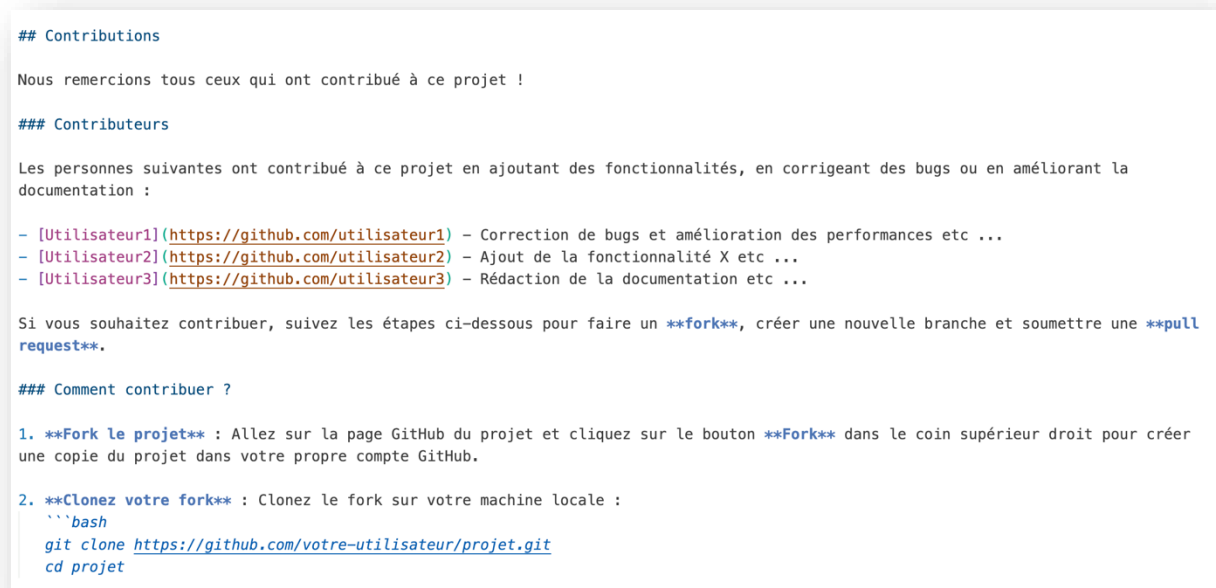 ## Contributions
Nous remercions tous ceux qui ont contribué à ce projet !
### Contributeurs
Les personnes suivantes ont contribué à ce projet en ajoutant des fonctionnalités, en corrigeant des bugs ou en améliorant la
documentation :
- [Utilisateur1](https://github.com/utilisateur1) - Correction de bugs et amélioration des performances etc ...
- [Utilisateur2](https://github.com/utilisateur2) - Ajout de la fonctionnalité X etc ...
- [Utilisateur3](https://github.com/utilisateur3) - Rédaction de la documentation etc ...
Si vous souhaitez contribuer, suivez les étapes ci-dessous pour faire un **fork**, créer une nouvelle branche et soumettre une **pull
request**.
### Comment contribuer ?
1. **Fork le projet** : Allez sur la page GitHub du projet et cliquez sur le bouton **Fork** dans le coin supérieur droit pour créer
une copie du projet dans votre propre compte GitHub.
2. **Clonez votre fork** : Clonez le fork sur votre machine locale :
```bash
git clone https://github.com/votre-utilisateur/projet.git
cd projet